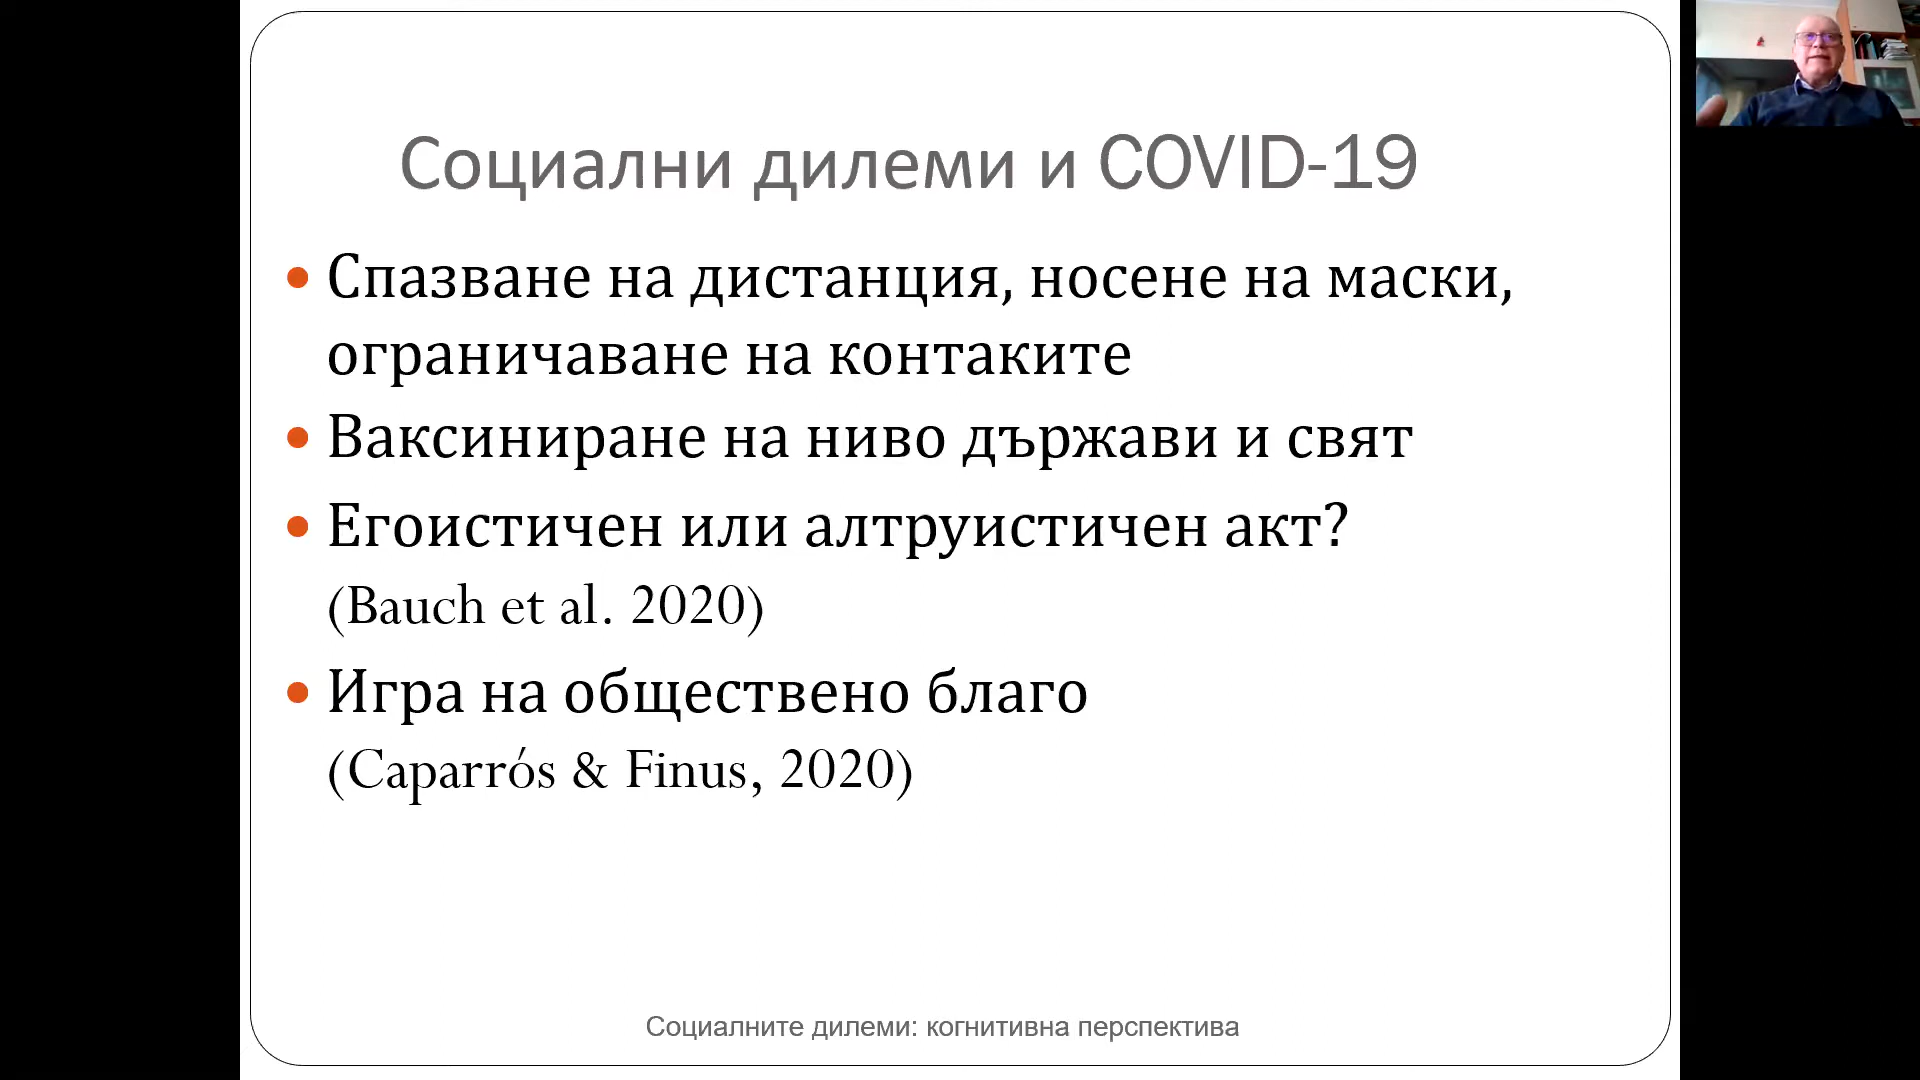 Социални дилеми и COVID-19
• Спазване на дистанция, носене на маски,
ограничаване на контаките
• Ваксиниране на ниво държави и свят
• Егоистичен или алтруистичен акт?
(Bauch et al. 2020)
• Игра на обществено благо
(Caparrós & Finus, 2020)
Социалните дилеми: когнитивна перспектива